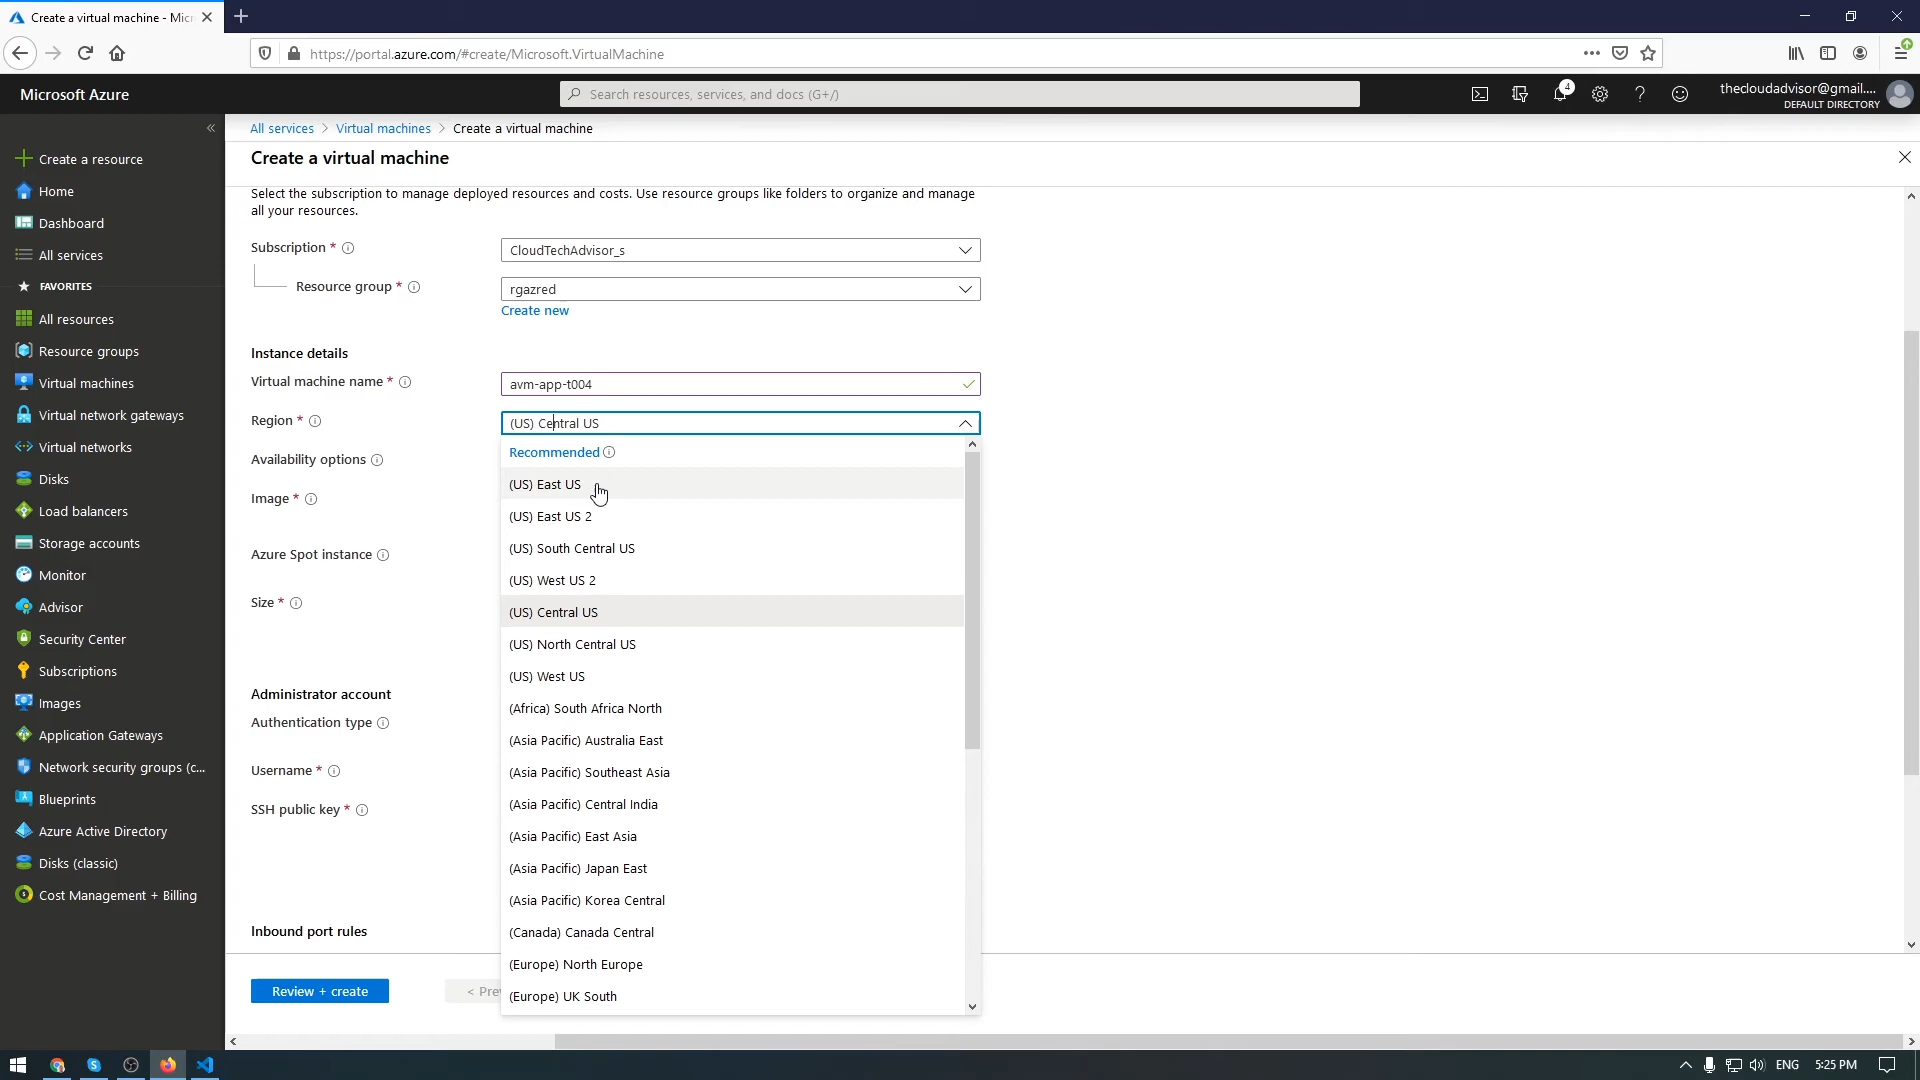 Create a virtual machine - Micr
https://portal.azure.com/#create/Microsoft.VirtualMachine
Microsoft Azure
Search resources, services, and docs (G+/)
4
thecloudadvisor@gmail....
DEFAULT DIRECTORY
Create a resource
Home
Dashboard
All services
FAVORITES
All resources
Resource groups
Virtual machines
Virtual network gateways
Virtual networks
Disks
Load balancers
Storage accounts
Monitor
Advisor
Security Center
Subscriptions
Images
Application Gateways
Network security groups (c...
Blueprints
Azure Active Directory
Disks (classic)
Cost Management + Billing
All services > Virtual machines > Create a virtual machine
Create a virtual machine
Select the subscription to manage deployed resources and costs. Use resource groups like folders to organize and manage
all your resources.
Subscription *
CloudTechAdvisor_s
Resource group *
rgazred
Create new
Instance details
Virtual machine name *
avm-app-t004
Region *
(US) Central US
Availability options
Image *
Azure Spot instance
Size *
Administrator account
Authentication type
Username *
SSH public key *
Inbound port rules
Recommended
(US) East US
(US) East US 2
(US) South Central US
(US) West US 2
(US) Central US
(US) North Central US
(US) West US
(Africa) South Africa North
(Asia Pacific) Australia East
(Asia Pacific) Southeast Asia
(Asia Pacific) Central India
(Asia Pacific) East Asia
(Asia Pacific) Japan East
(Asia Pacific) Korea Central
(Canada) Canada Central
(Europe) North Europe
(Europe) UK South
Review + create
< Prev
ENG
5:25 PM